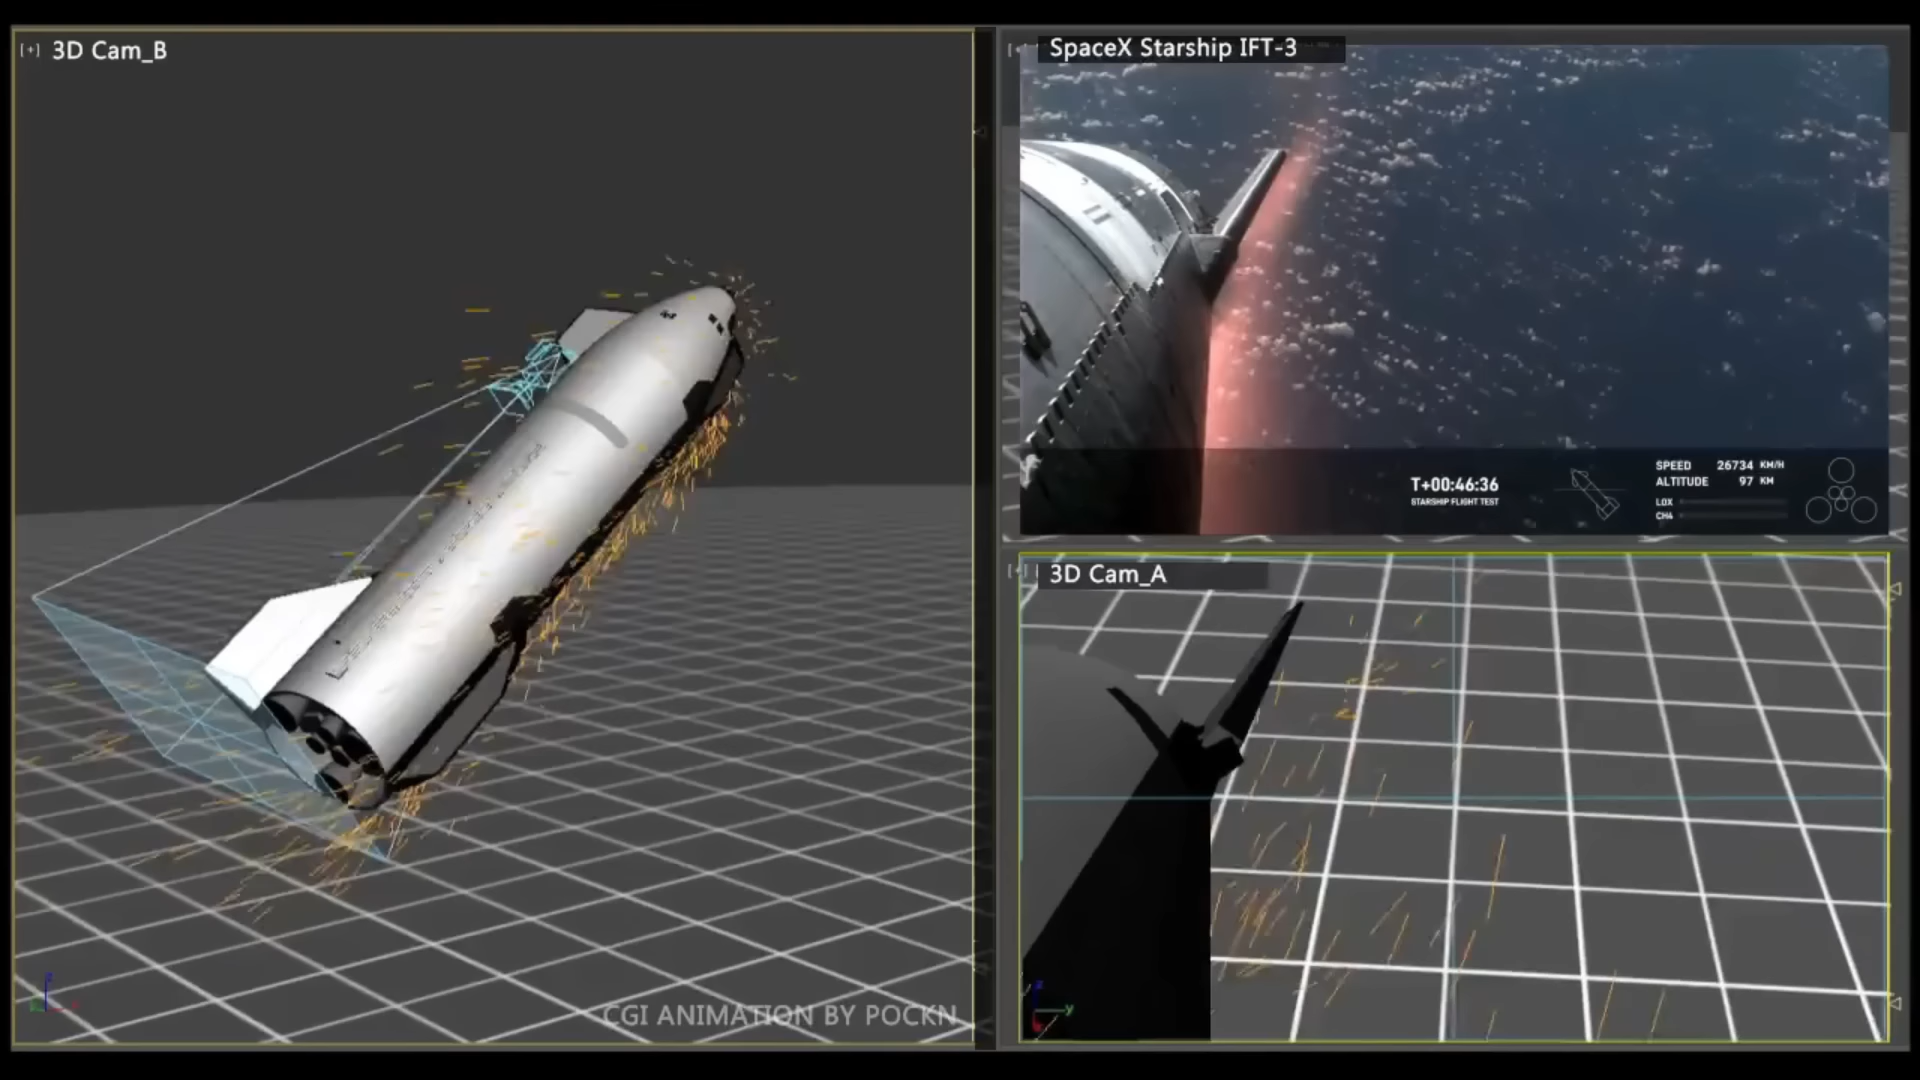 [+] 3D Cam_B
SpaceX Starship IFT-3
T+00:46:36
STARSHIP FLIGHT TEST
SPEED 26734 KM/H
ALTITUDE 97 KM
LOX
CH4
[+] 3D Cam_A
z
y
CGI ANIMATION BY POCKN